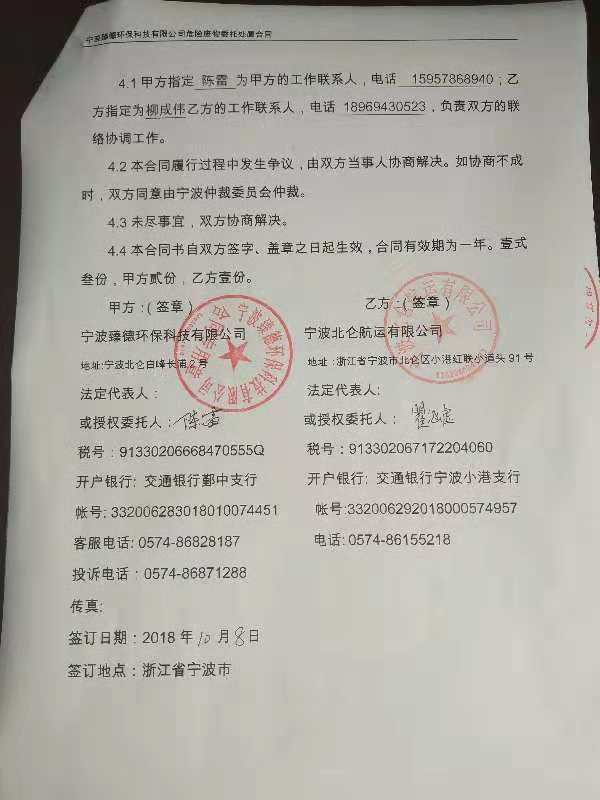 宁波臻德环保科技有限公司危险废物委托处置合同
4.1 甲方指定 陈雷 为甲方的工作联系人，电话 15957868940；乙
方指定为柳成伟乙方的工作联系人，电话 18969430523，负责双方的联
络协调工作。
4.2 本合同履行过程中发生争议，由双方当事人协商解决。如协商不成
时，双方同意由宁波仲裁委员会仲裁。
4.3 未尽事宜，双方协商解决。
4.4 本合同书自双方签字、盖章之日起生效，合同有效期为一年。壹式
叁份，甲方贰份，乙方壹份。
甲方：（签章） 乙方：（签章）
宁波臻德环保科技有限公司 宁波北仑航运有限公司
地址:宁波北仑白峰长浦2号 地址：浙江省宁波市北仑区小港红联小道头 91 号
法定代表人： 法定代表人:
或授权委托人：陈雷 或授权委托人：
税号：91330206668470555Q 税号：913302067172204060
开户银行: 交通银行鄞中支行 开户银行: 交通银行宁波小港支行
帐号: 332006283018010074451 帐号: 332006292018000574957
客服电话: 0574-86828187 电话: 0574-86155218
投诉电话：0574-86871288
传真:
签订日期：2018 年 10 月 8 日
签订地点：浙江省宁波市